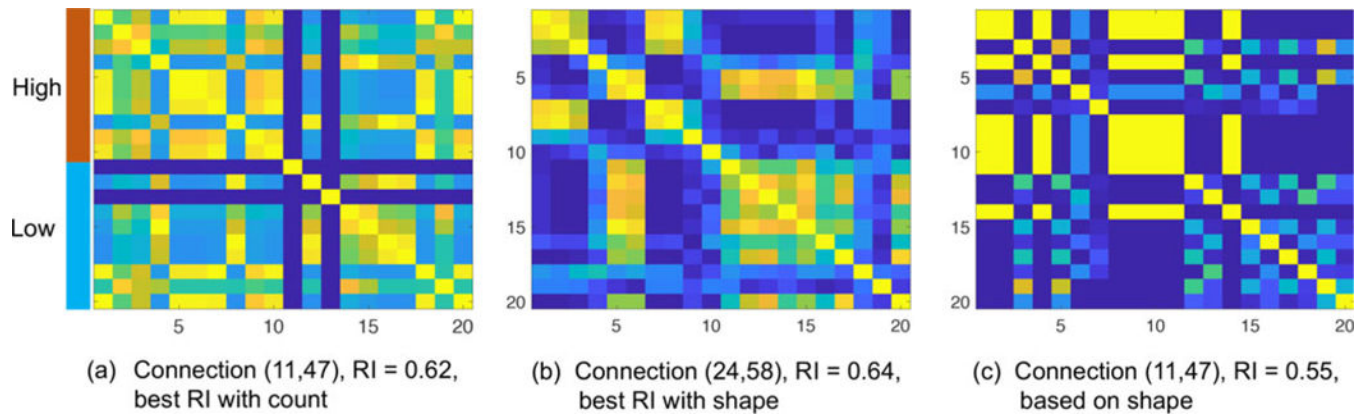 High
Low
5
10
15
20
5
10
15
20
5
10
15
20
5
10
15
20
5
10
15
20
(a) Connection (11,47), RI = 0.62,
best RI with count
(b) Connection (24,58), RI = 0.64,
best RI with shape
(c) Connection (11,47), RI = 0.55,
based on shape